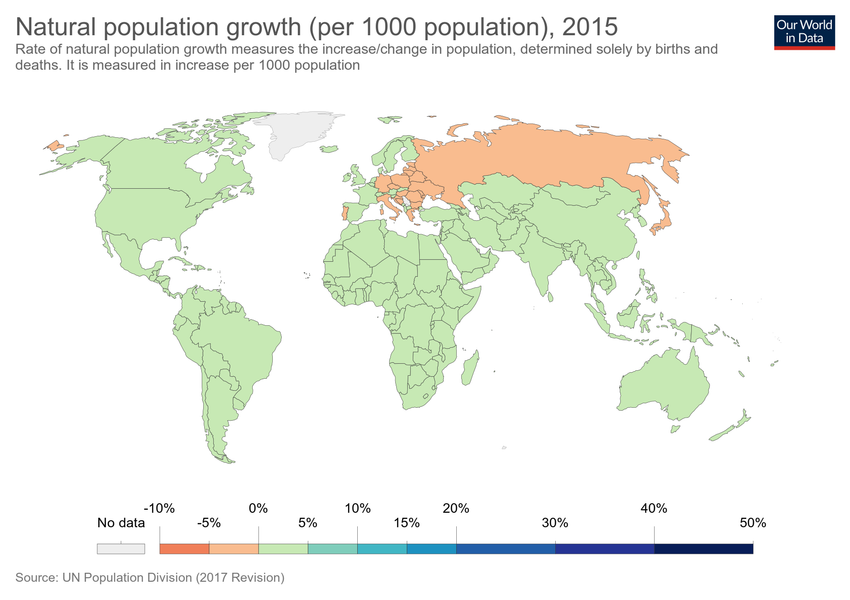 Natural population growth (per 1000 population), 2015
Our World
in Data
Rate of natural population growth measures the increase/change in population, determined solely by births and
deaths. It is measured in increase per 1000 population
-10% 0% 10% 20% 30% 40% 50%
No data -5% 5% 15%
Source: UN Population Division (2017 Revision)